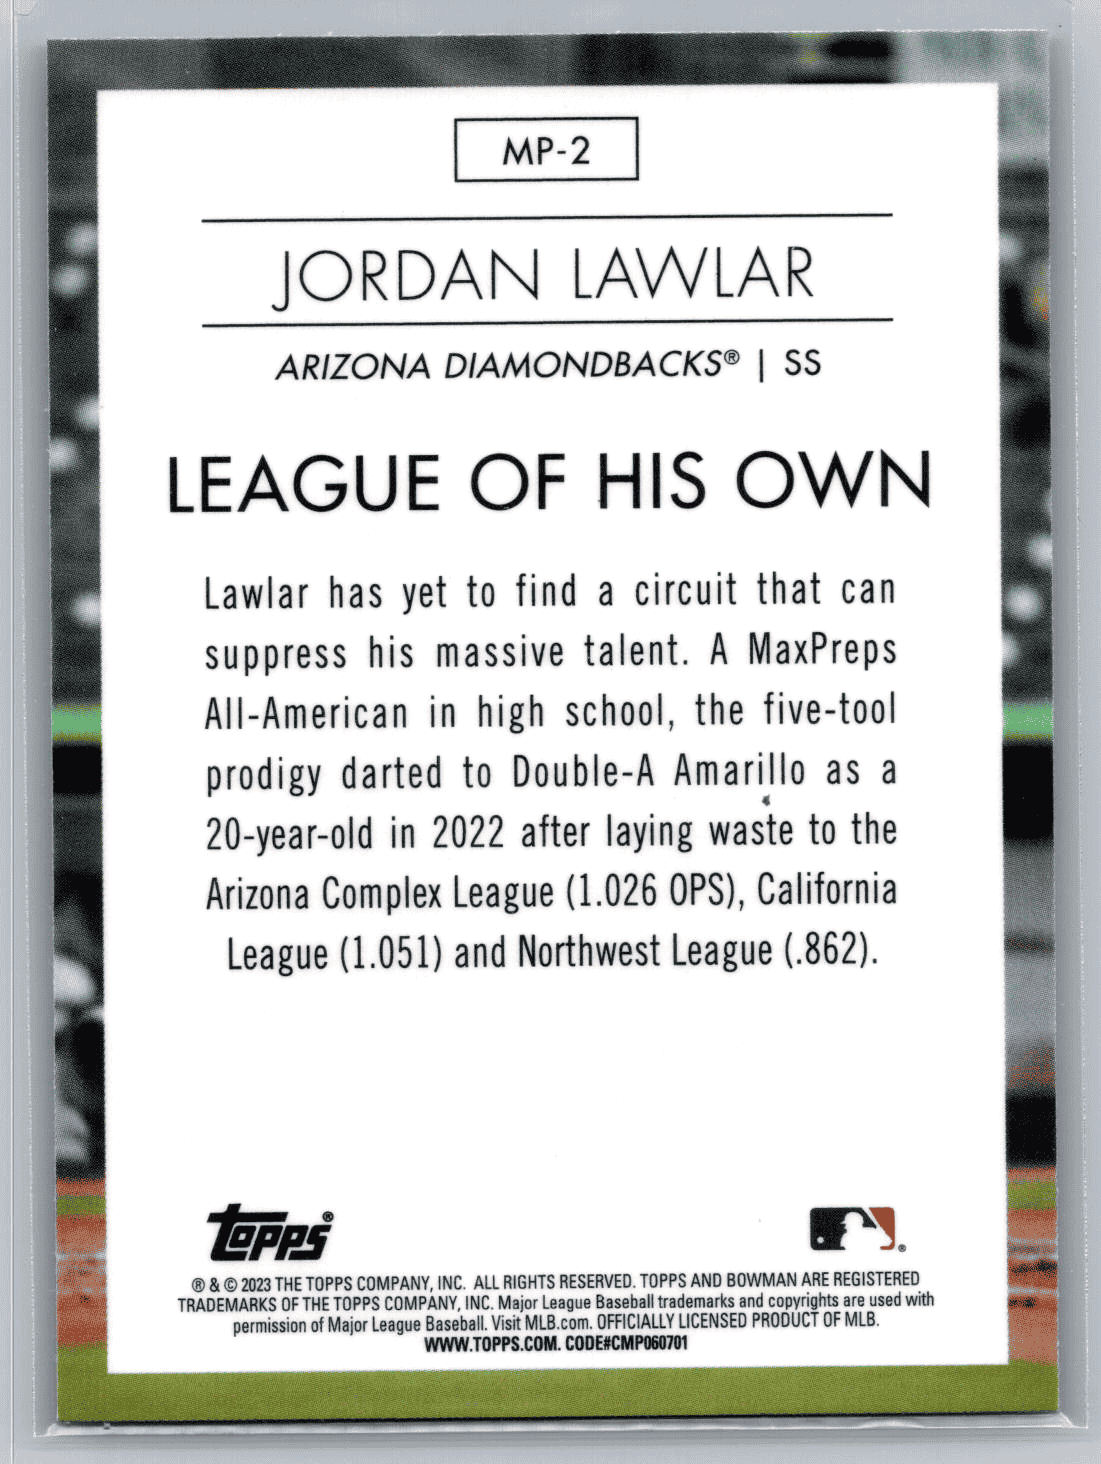 MP-2
JORDAN LAWLAR
ARIZONA DIAMONDBACKS® | SS
LEAGUE OF HIS OWN
Lawlar has yet to find a circuit that can
suppress his massive talent. A MaxPreps
All-American in high school, the five-tool
prodigy darted to Double-A Amarillo as a
20-year-old in 2022 after laying waste to the
Arizona Complex League (1.026 OPS), California
League (1.051) and Northwest League (.862).
Topps®
® & © 2023 THE TOPPS COMPANY, INC. ALL RIGHTS RESERVED. TOPPS AND BOWMAN ARE REGISTERED
TRADEMARKS OF THE TOPPS COMPANY, INC. Major League Baseball trademarks and copyrights are used with
permission of Major League Baseball. Visit MLB.com. OFFICIALLY LICENSED PRODUCT OF MLB.
WWW.TOPPS.COM. CODE#CMP060701